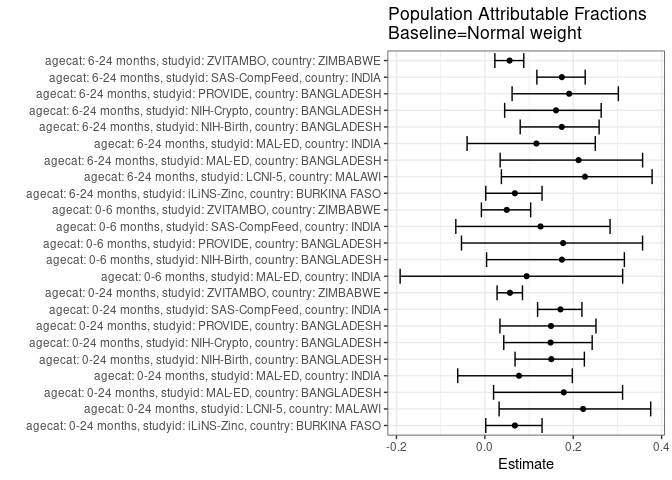 Population Attributable Fractions
Baseline=Normal weight
agecat: 6-24 months, studyid: ZVITAMBO, country: ZIMBABWE
agecat: 6-24 months, studyid: SAS-CompFeed, country: INDIA
agecat: 6-24 months, studyid: PROVIDE, country: BANGLADESH
agecat: 6-24 months, studyid: NIH-Crypto, country: BANGLADESH
agecat: 6-24 months, studyid: NIH-Birth, country: BANGLADESH
agecat: 6-24 months, studyid: MAL-ED, country: INDIA
agecat: 6-24 months, studyid: MAL-ED, country: BANGLADESH
agecat: 6-24 months, studyid: LCNI-5, country: MALAWI
agecat: 6-24 months, studyid: iLiNS-Zinc, country: BURKINA FASO
agecat: 0-6 months, studyid: ZVITAMBO, country: ZIMBABWE
agecat: 0-6 months, studyid: SAS-CompFeed, country: INDIA
agecat: 0-6 months, studyid: PROVIDE, country: BANGLADESH
agecat: 0-6 months, studyid: NIH-Birth, country: BANGLADESH
agecat: 0-6 months, studyid: MAL-ED, country: INDIA
agecat: 0-24 months, studyid: ZVITAMBO, country: ZIMBABWE
agecat: 0-24 months, studyid: SAS-CompFeed, country: INDIA
agecat: 0-24 months, studyid: PROVIDE, country: BANGLADESH
agecat: 0-24 months, studyid: NIH-Crypto, country: BANGLADESH
agecat: 0-24 months, studyid: NIH-Birth, country: BANGLADESH
agecat: 0-24 months, studyid: MAL-ED, country: INDIA
agecat: 0-24 months, studyid: MAL-ED, country: BANGLADESH
agecat: 0-24 months, studyid: LCNI-5, country: MALAWI
agecat: 0-24 months, studyid: iLiNS-Zinc, country: BURKINA FASO
-0.2 0.0 0.2 0.4
Estimate